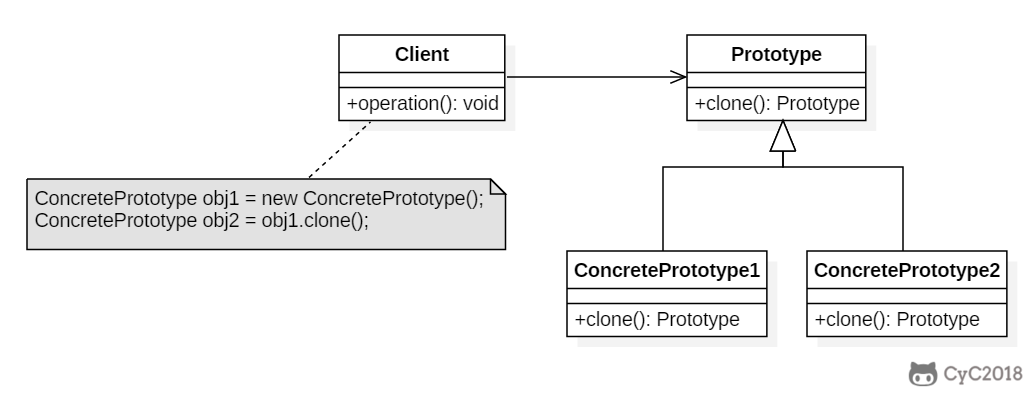 Client
+operation(): void
Prototype
+clone(): Prototype
ConcretePrototype obj1 = new ConcretePrototype();
ConcretePrototype obj2 = obj1.clone();
ConcretePrototype1
+clone(): Prototype
ConcretePrototype2
+clone(): Prototype
CyC2018